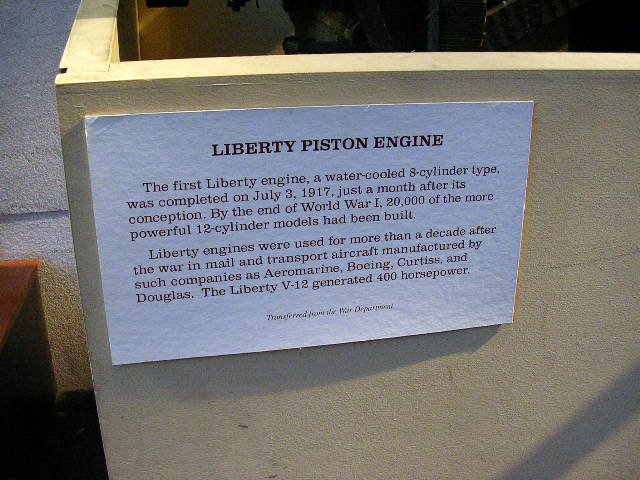 LIBERTY PISTON ENGINE
The first Liberty engine, a water-cooled 8-cylinder type,
was completed on July 3, 1917, just a month after its
conception. By the end of World War I, 20,000 of the more
powerful 12-cylinder models had been built.
Liberty engines were used for more than a decade after
the war in mail and transport aircraft manufactured by
such companies as Aeromarine, Boeing, Curtiss, and
Douglas. The Liberty V-12 generated 400 horsepower.
Transferred from the War Department